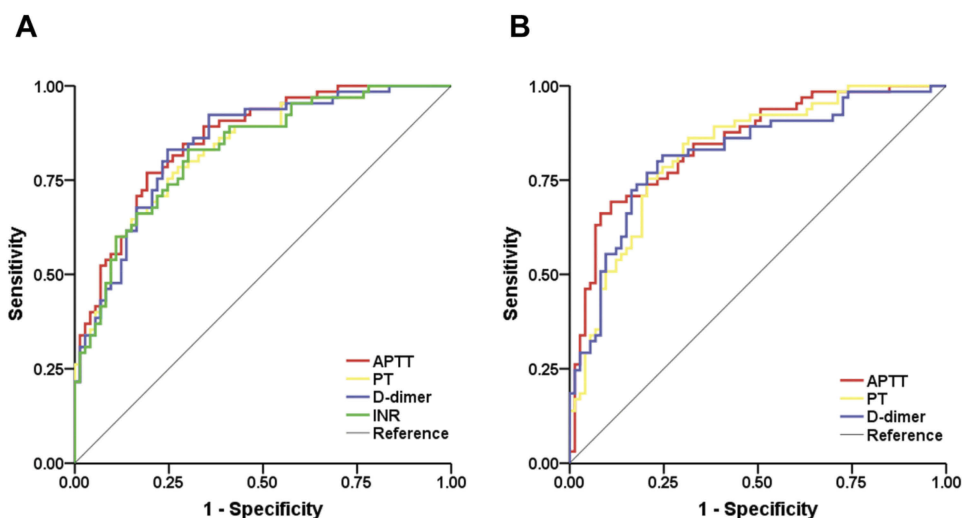 A
Sensitivity
1.00
0.75
0.50
0.25
0.00
APTT
PT
D-dimer
INR
Reference
0.00 0.25 0.50 0.75 1.00
1 - Specificity
B
Sensitivity
1.00
0.75
0.50
0.25
0.00
APTT
PT
D-dimer
Reference
0.00 0.25 0.50 0.75 1.00
1 - Specificity